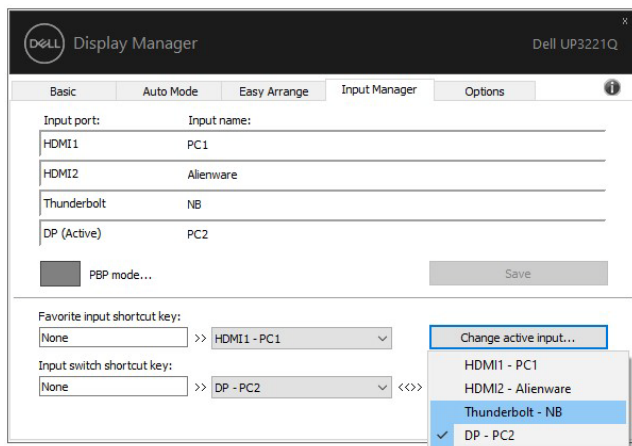 x
DELL Display Manager Dell UP3221Q
Basic Auto Mode Easy Arrange Input Manager Options i
Input port: Input name:
HDMI1 PC1
HDMI2 Alienware
Thunderbolt NB
DP (Active) PC2
PBP mode... Save
Favorite input shortcut key:
None >> HDMI1 - PC1 Change active input...
Input switch shortcut key:
None >> DP - PC2 <<>>
HDMI1 - PC1
HDMI2 - Alienware
Thunderbolt - NB
DP - PC2